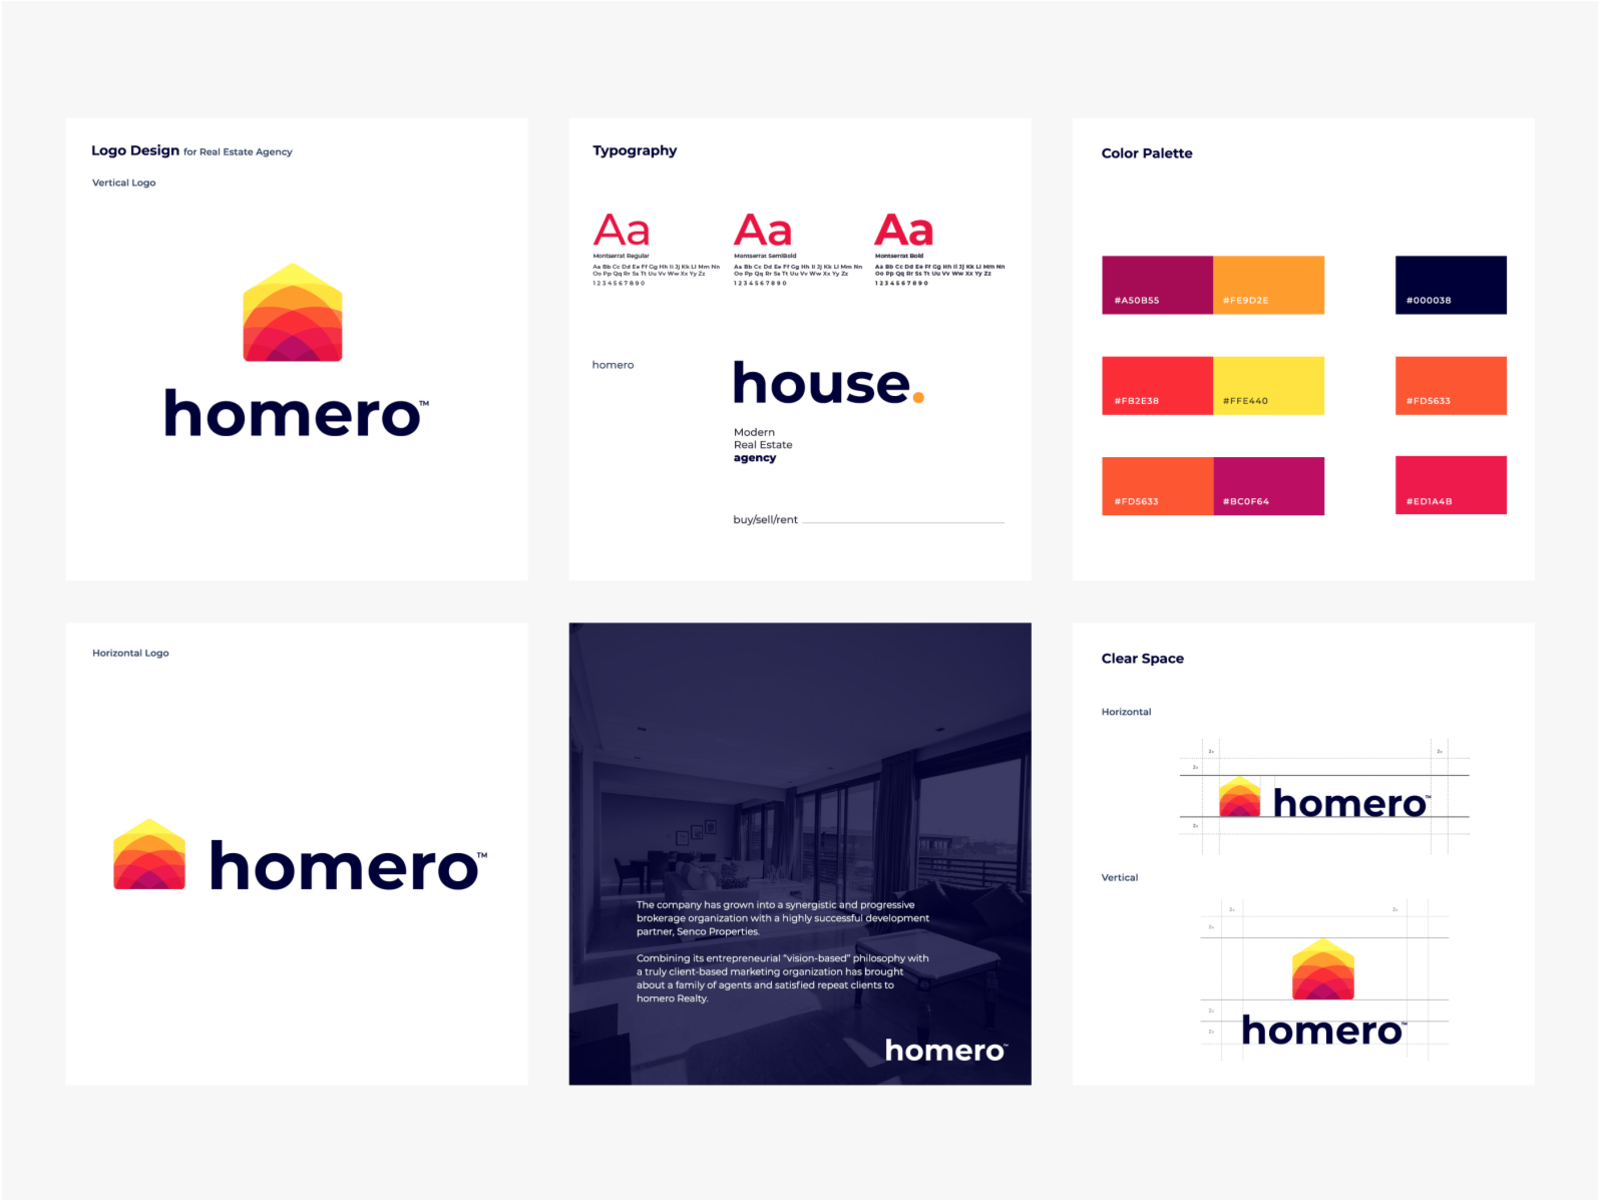 Logo Design for Real Estate Agency
Vertical Logo
homero™
Typography
Aa Aa Aa
Montserrat Regular Montserrat SemiBold Montserrat Bold
Aa Bb Cc Dd Ee Ff Gg Hh Ii Jj Kk Ll Mm Nn
Oo Pp Qq Rr Ss Tt Uu Vv Ww Xx Yy Zz
1 2 3 4 5 6 7 8 9 0
Aa Bb Cc Dd Ee Ff Gg Hh Ii Jj Kk Ll Mm Nn
Oo Pp Qq Rr Ss Tt Uu Vv Ww Xx Yy Zz
1 2 3 4 5 6 7 8 9 0
Aa Bb Cc Dd Ee Ff Gg Hh Ii Jj Kk Ll Mm Nn
Oo Pp Qq Rr Ss Tt Uu Vv Ww Xx Yy Zz
1 2 3 4 5 6 7 8 9 0
homero
house.
Modern
Real Estate
agency
buy/sell/rent
Color Palette
#A50B55 #FE9D2E #000038
#FB2E38 #FFE440 #FD5633
#FD5633 #BC0F64 #ED1A4B
Horizontal Logo
homero™
The company has grown into a synergistic and progressive
brokerage organization with a highly successful development
partner, Senco Properties.
Combining its entrepreneurial "vision-based" philosophy with
a truly client-based marketing organization has brought
about a family of agents and satisfied repeat clients to
homero Realty.
homero™
Clear Space
Horizontal
2x 2x
2x
homero™
2x
Vertical
2x 2x
2x
2x
2x
homero™